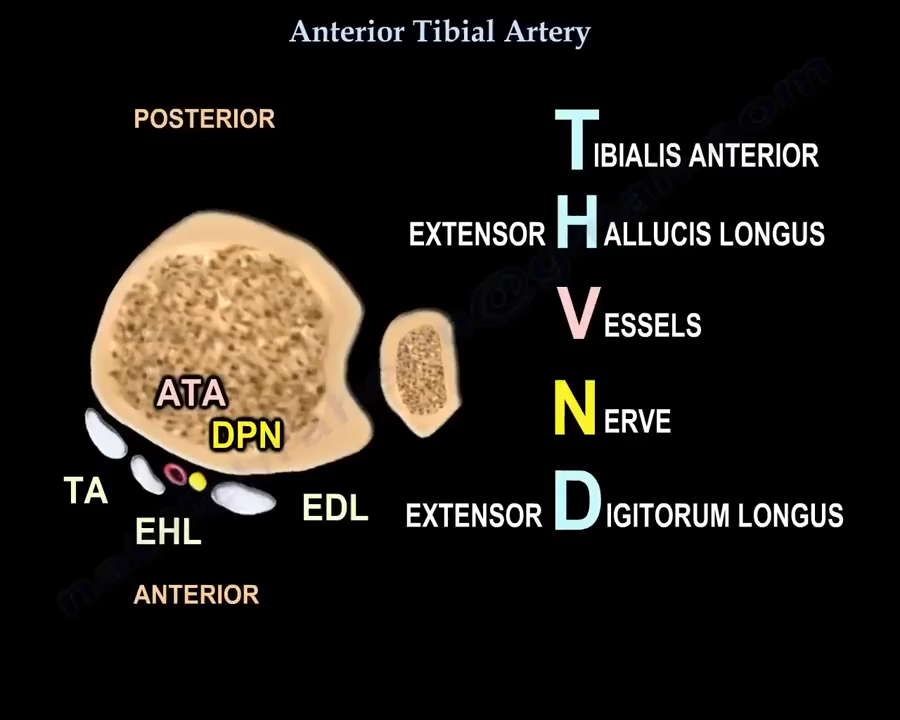 Anterior Tibial Artery
POSTERIOR
TIBIALIS ANTERIOR
EXTENSOR HALLUCIS LONGUS
VESSELS
ATA
NERVE
DPN
TA
EHL
EDL
EXTENSOR DIGITORUM LONGUS
ANTERIOR